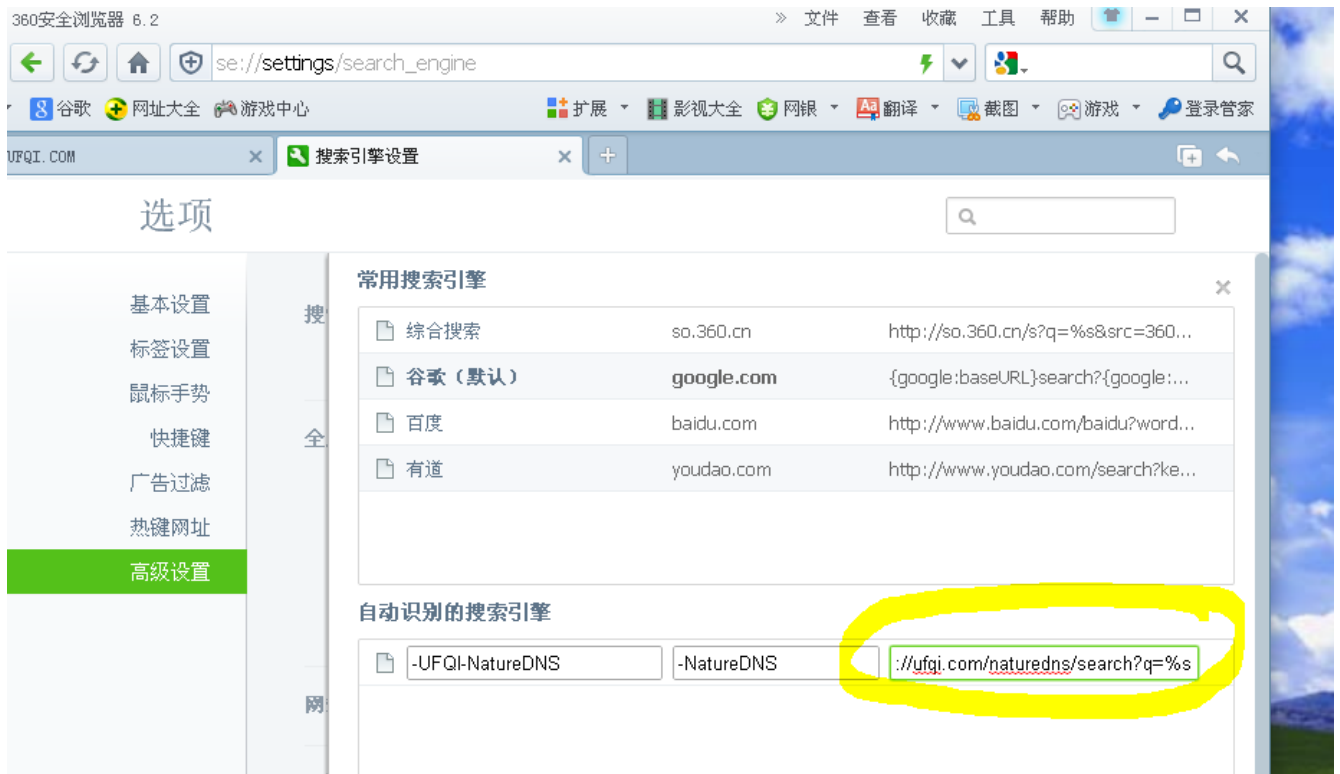 360安全浏览器 6.2 » 文件 查看 收藏 工具 帮助
se://settings/search_engine
谷歌 网址大全 游戏中心 扩展 影视大全 网银 翻译 截图 游戏 登录管家
UFQI.COM 搜索引擎设置
选项
常用搜索引擎
基本设置
标签设置
鼠标手势
快捷键
广告过滤
热键网址
高级设置
搜
全
网
综合搜索 so.360.cn http://so.360.cn/s?q=%s&src=360...
谷歌（默认） google.com {google:baseURL}search?{google:...
百度 baidu.com http://www.baidu.com/baidu?word...
有道 youdao.com http://www.youdao.com/search?ke...
自动识别的搜索引擎
-UFQI-NatureDNS -NatureDNS ://ufqi.com/naturedns/search?q=%s